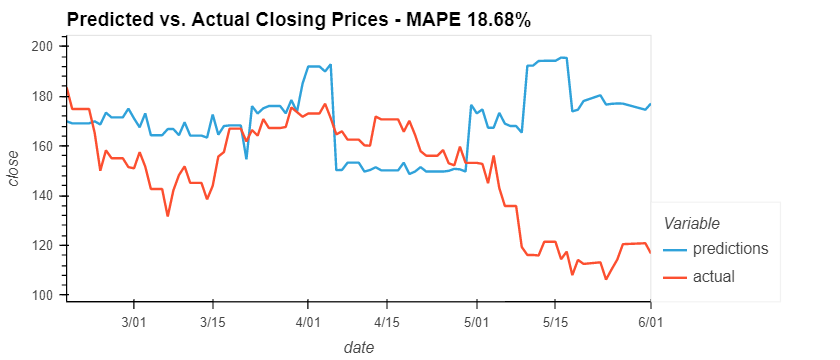 Predicted vs. Actual Closing Prices - MAPE 18.68%
200
180
160
140
120
100
close
3/01
3/15
4/01
4/15
5/01
5/15
6/01
date
Variable
predictions
actual